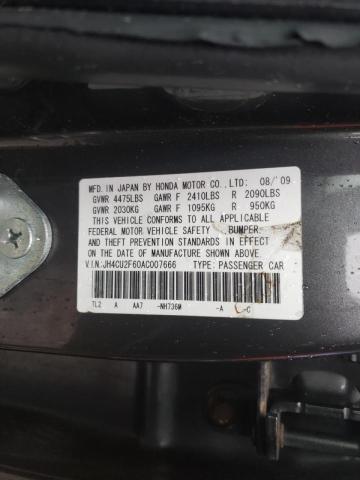 MFD. IN JAPAN BY HONDA MOTOR CO., LTD: 08/'09
GVWR 4475LBS GAWR F 2410LBS R 2090LBS
GVWR 2030KG GAWR F 1095KG R 950KG
THIS VEHICLE CONFORMS TO ALL APPLICABLE
FEDERAL MOTOR VEHICLE SAFETY, BUMPER,
AND THEFT PREVENTION STANDARDS IN EFFECT
ON THE DATE OF MANUFACTURE SHOWN ABOVE.
V.I.N.:JH4CU2F60AC007666 TYPE: PASSENGER CAR
TL2 A AA7 -NH736M -A -C